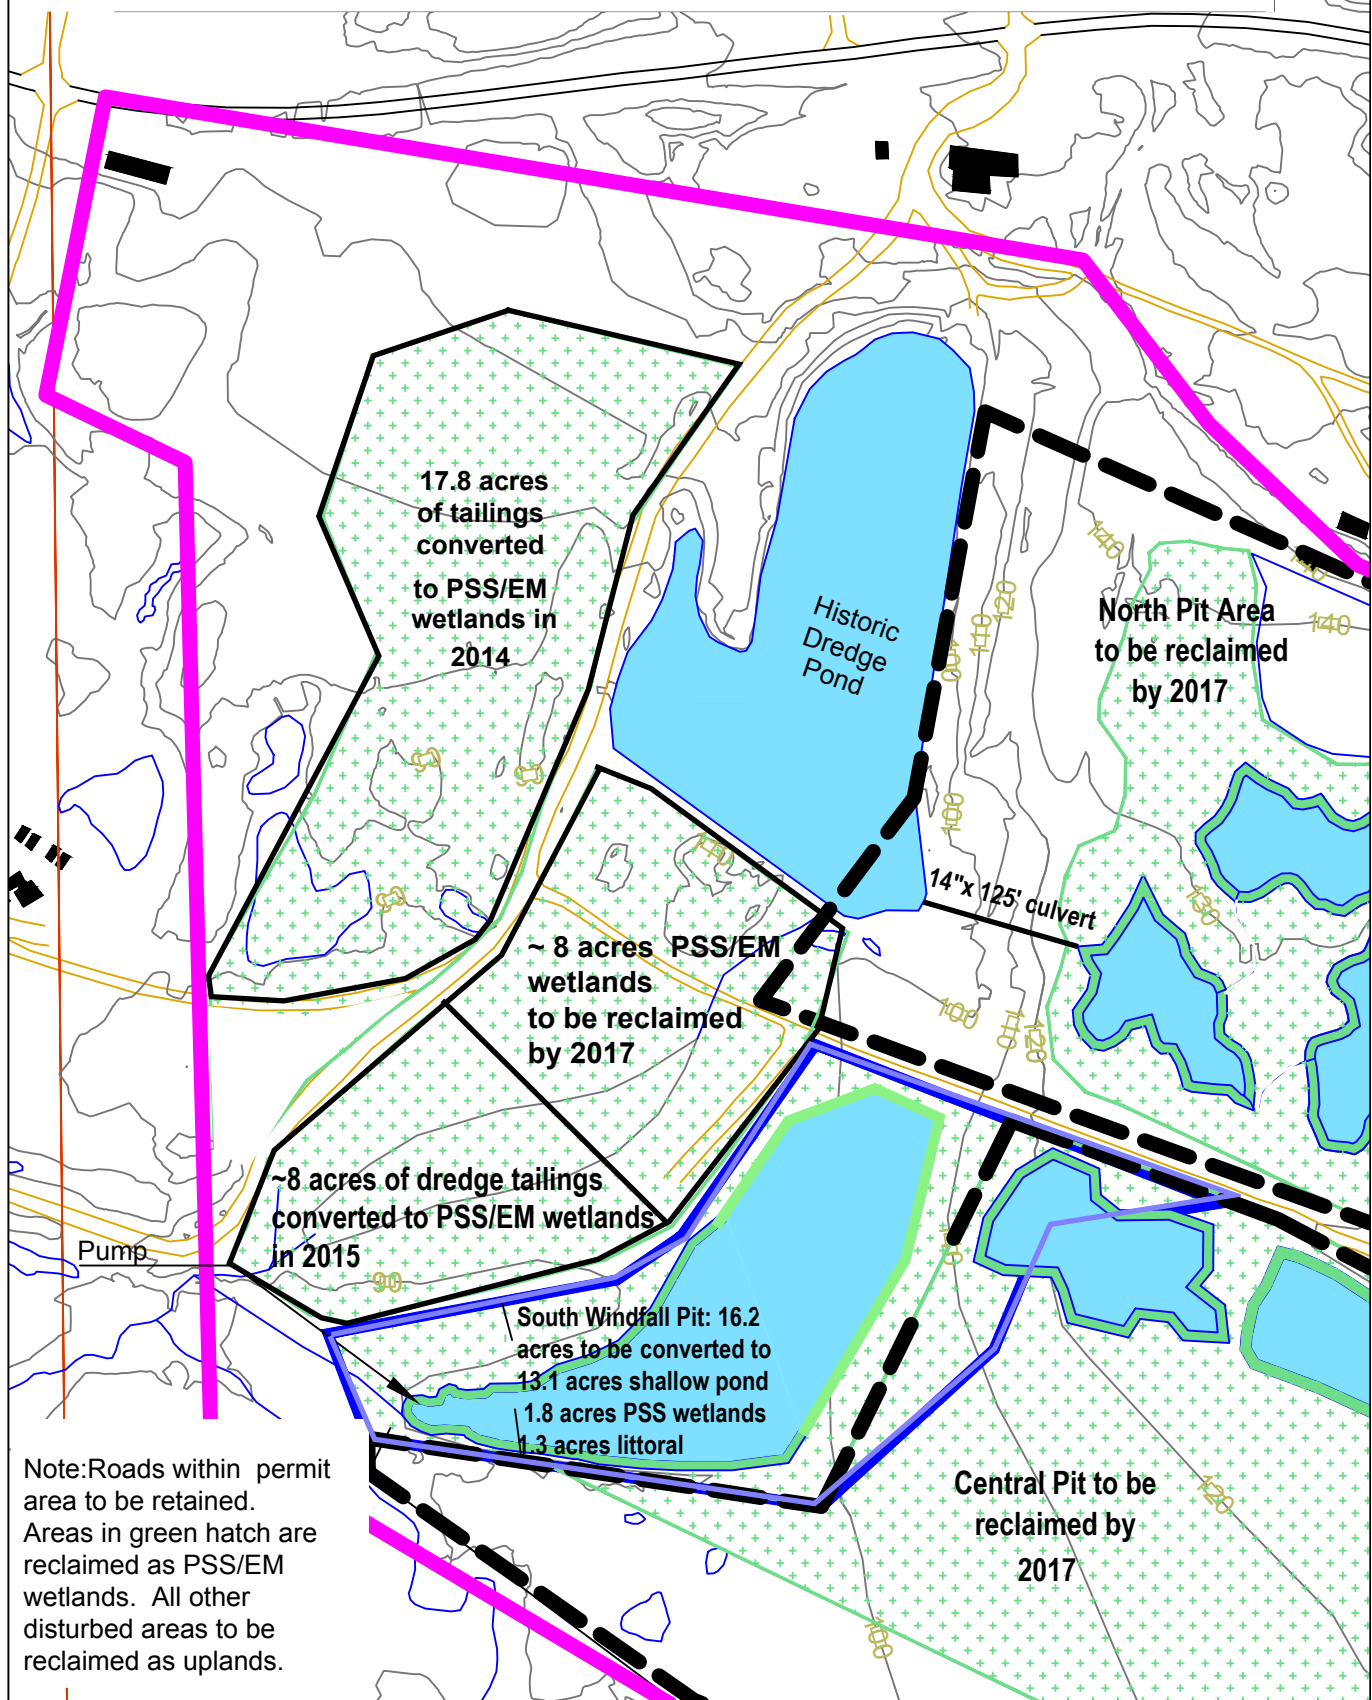 17.8 acres
of tailings
converted
to PSS/EM
wetlands in
2014
Historic
Dredge
Pond
North Pit Area
to be reclaimed
by 2017
140
140
140
120
110
100
93
93
93
110
100
130
14"x 125' culvert
~ 8 acres PSS/EM
wetlands
to be reclaimed
by 2017
100
110
120
~8 acres of dredge tailings
converted to PSS/EM wetlands
in 2015
Pump
90
South Windfall Pit: 16.2
acres to be converted to
13.1 acres shallow pond
1.8 acres PSS wetlands
1.3 acres littoral
Central Pit to be
reclaimed by
2017
120
100
Note:Roads within permit
area to be retained.
Areas in green hatch are
reclaimed as PSS/EM
wetlands. All other
disturbed areas to be
reclaimed as uplands.